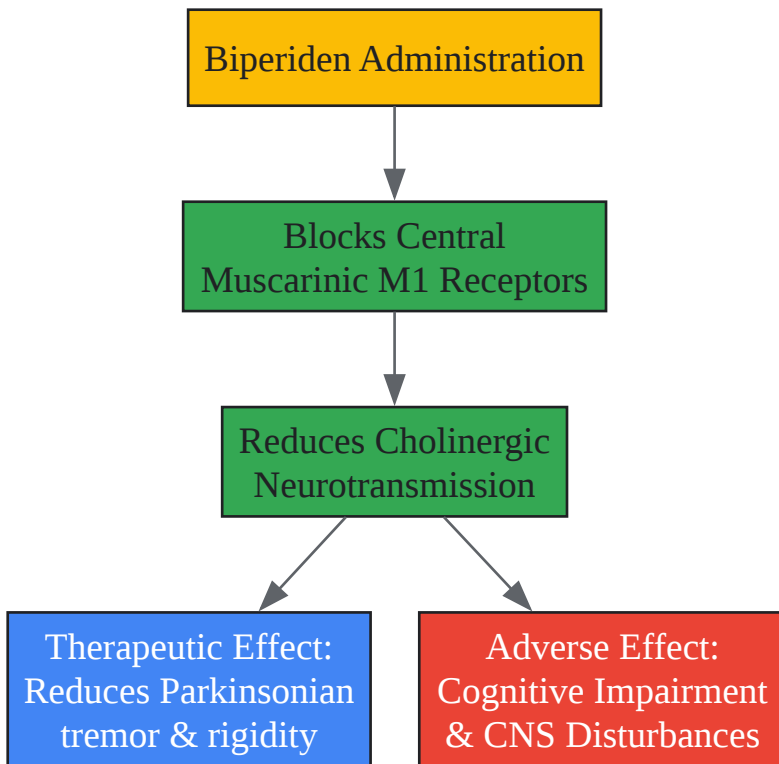 Biperiden Administration
Blocks Central
Muscarinic M1 Receptors
Reduces Cholinergic
Neurotransmission
Therapeutic Effect:
Reduces Parkinsonian
tremor & rigidity
Adverse Effect:
Cognitive Impairment
& CNS Disturbances